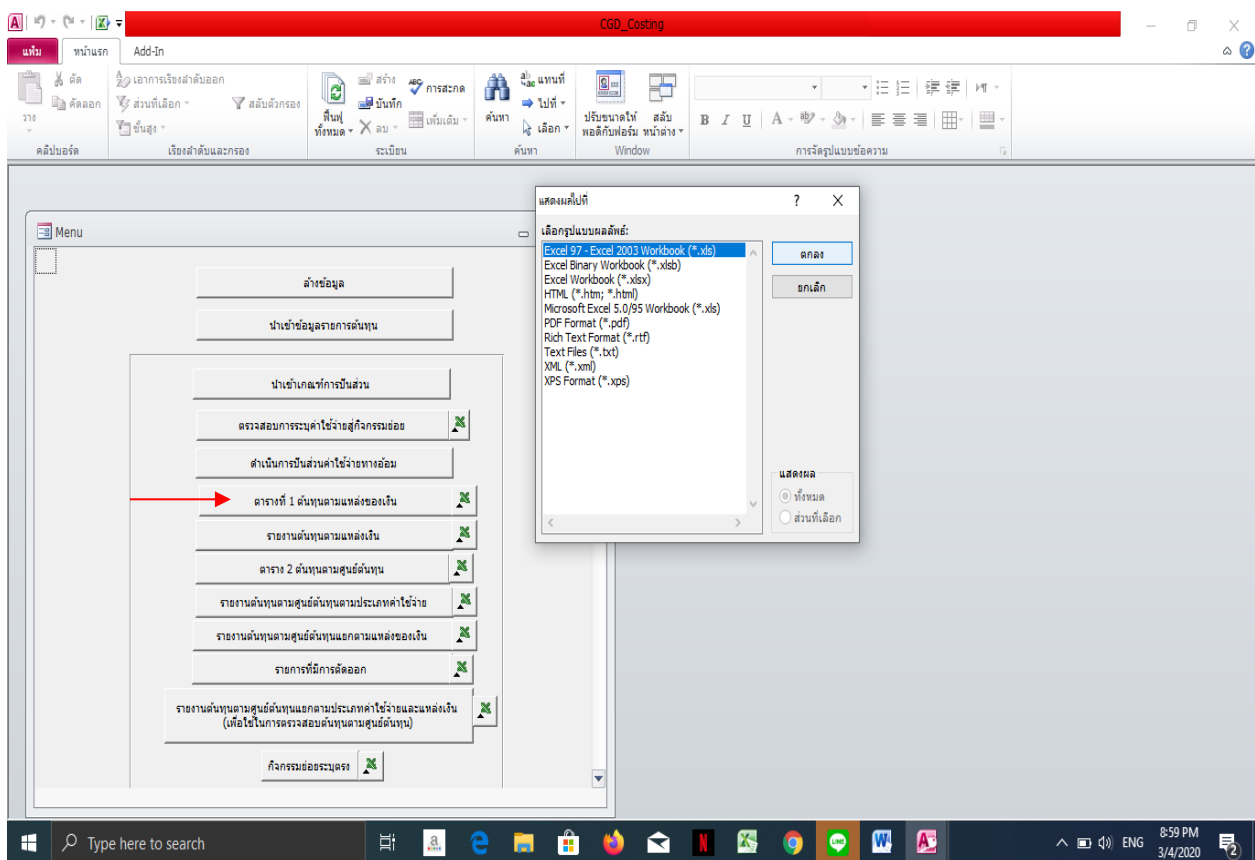 CGD_Costing
แฟ้ม หน้าแรก Add-In
วาง
ตัด
คัดลอก
คลิปบอร์ด
เอาการเรียงลำดับออก
ส่วนที่เลือก
ขั้นสูง
สลับตัวกรอง
เรียงลำดับและกรอง
ฟื้นฟู
ทั้งหมด
สร้าง
บันทึก
ลบ
การสะกด
เพิ่มเติม
ระเบียน
ค้นหา
แทนที่
ไปที่
เลือก
ค้นหา
ปรับขนาดให้
พอดีกับฟอร์ม
สลับ
หน้าต่าง
Window
B I U A
การจัดรูปแบบข้อความ
Menu
ล้างข้อมูล
นำเข้าข้อมูลรายการต้นทุน
นำเข้าเกณฑ์การปันส่วน
ตรวจสอบการระบุค่าใช้จ่ายสู่กิจกรรมย่อย
ดำเนินการปันส่วนค่าใช้จ่ายทางอ้อม
ตารางที่ 1 ต้นทุนตามแหล่งของเงิน
รายงานต้นทุนตามแหล่งเงิน
ตาราง 2 ต้นทุนตามศูนย์ต้นทุน
รายงานต้นทุนตามศูนย์ต้นทุนตามประเภทค่าใช้จ่าย
รายงานต้นทุนตามศูนย์ต้นทุนแยกตามแหล่งของเงิน
รายการที่มีการตัดออก
รายงานต้นทุนตามศูนย์ต้นทุนแยกตามประเภทค่าใช้จ่ายและแหล่งเงิน
(เพื่อใช้ในการตรวจสอบต้นทุนตามศูนย์ต้นทุน)
กิจกรรมย่อยระบุตรง
แสดงผลไปที่
เลือกรูปแบบผลลัพธ์:
Excel 97 - Excel 2003 Workbook (*.xls)
Excel Binary Workbook (*.xlsb)
Excel Workbook (*.xlsx)
HTML (*.htm; *.html)
Microsoft Excel 5.0/95 Workbook (*.xls)
PDF Format (*.pdf)
Rich Text Format (*.rtf)
Text Files (*.txt)
XML (*.xml)
XPS Format (*.xps)
ตกลง
ยกเลิก
แสดงผล
ทั้งหมด
ส่วนที่เลือก
Type here to search
ENG
8:59 PM
3/4/2020